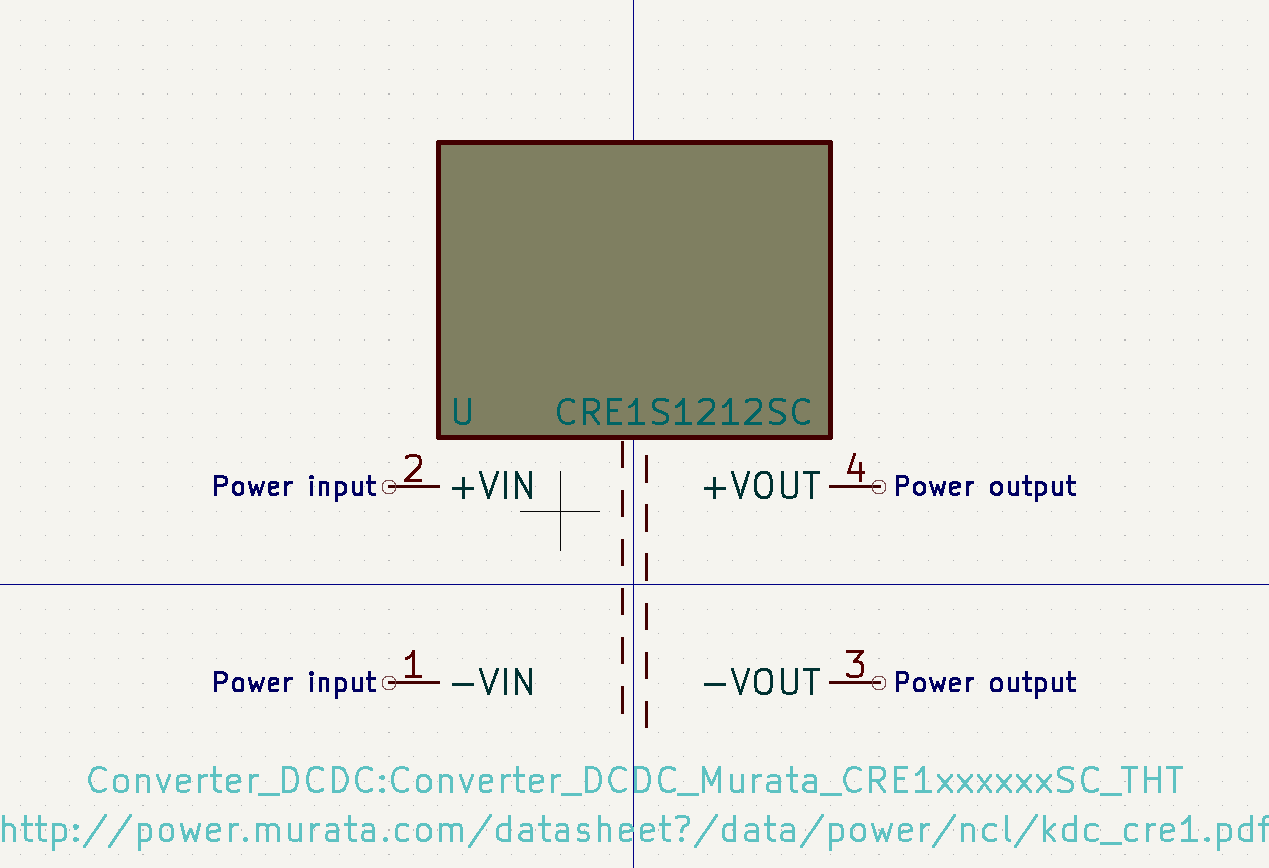 U CRE1S1212SC
Power input 2 +VIN +VOUT 4 Power output
Power input 1 −VIN −VOUT 3 Power output
Converter_DCDC:Converter_DCDC_Murata_CRE1xxxxxxSC_THT
http://power.murata.com/datasheet?/data/power/ncl/kdc_cre1.pdf